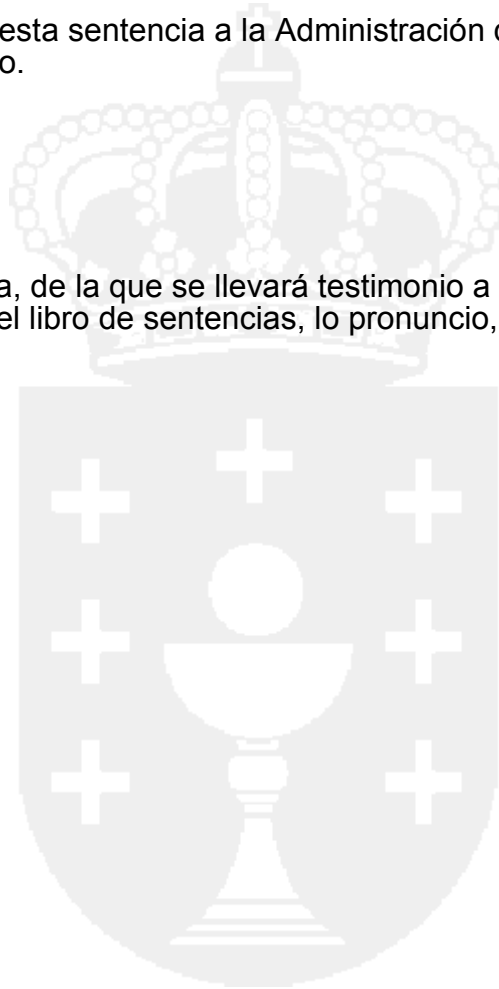 esta sentencia a la Administración
o.
a, de la que se llevará testimonio a
el libro de sentencias, lo pronuncio,